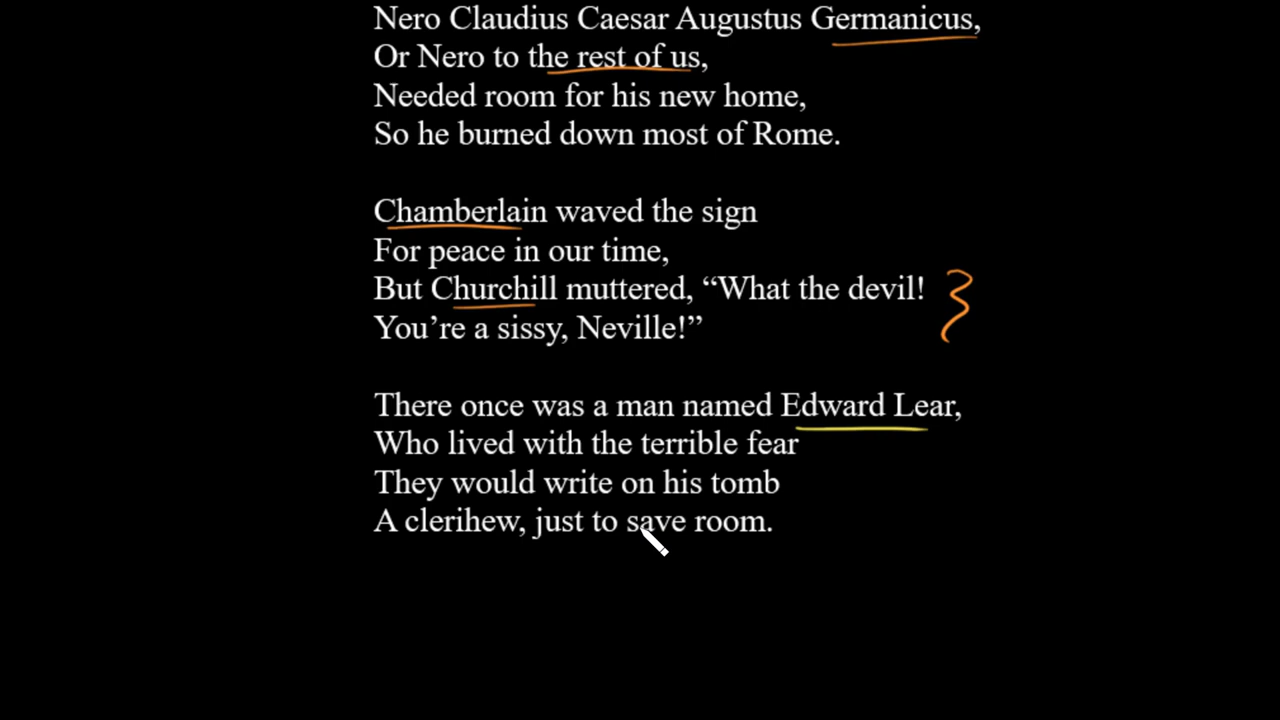 Nero Claudius Caesar Augustus Germanicus,
Or Nero to the rest of us,
Needed room for his new home,
So he burned down most of Rome.
Chamberlain waved the sign
For peace in our time,
But Churchill muttered, “What the devil!
You’re a sissy, Neville!”
There once was a man named Edward Lear,
Who lived with the terrible fear
They would write on his tomb
A clerihew, just to save room.